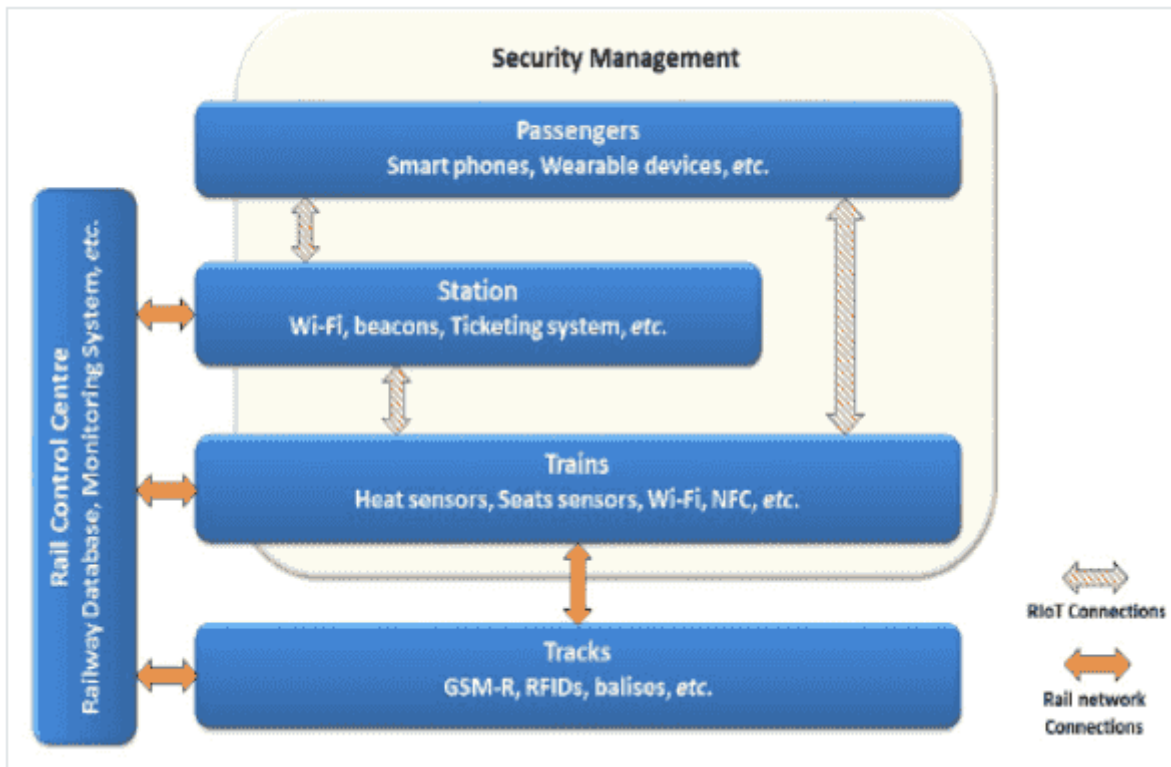 Security Management
Passengers
Smart phones, Wearable devices, etc.
Station
Wi-Fi, beacons, Ticketing system, etc.
Trains
Heat sensors, Seats sensors, Wi-Fi, NFC, etc.
Tracks
GSM-R, RFIDs, balises, etc.
Rail Control Centre
Railway Database, Monitoring System, etc.
RIoT Connections
Rail network
Connections